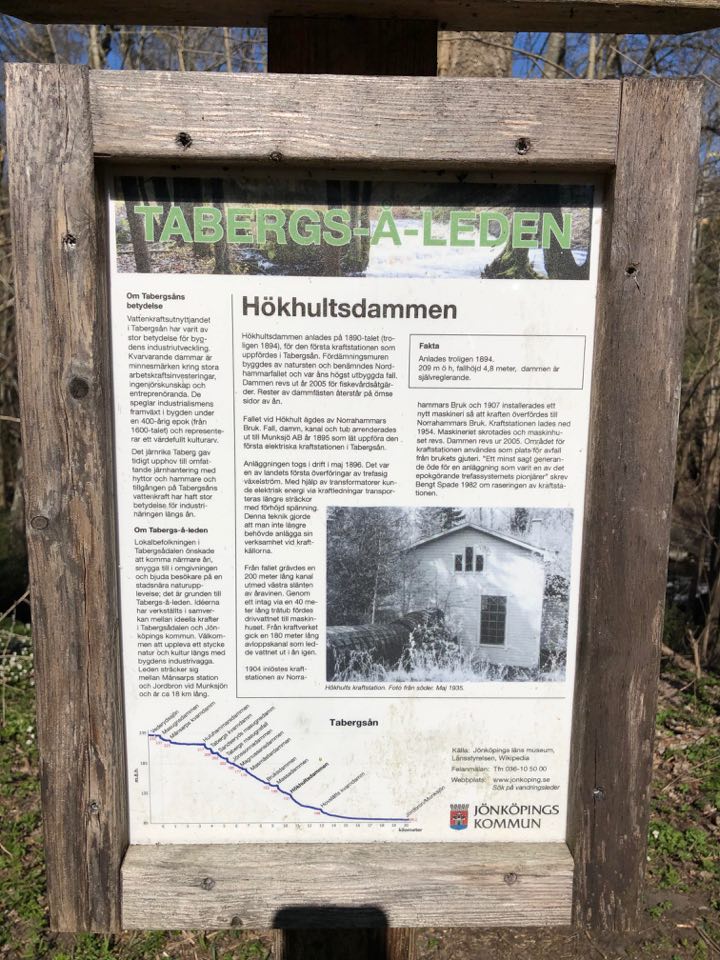 TABERGS-Å-LEDEN
Om Tabergsåns
betydelse
Vattenkraftsutnyttjandet
i Tabergsån har varit av
stor betydelse för byg-
dens industriutveckling.
Kvarvarande dammar är
minnesmärken kring stora
arbetskraftsinvesteringar,
ingenjörskunskap och
entreprenöranda. De
speglar industrialismens
framväxt i bygden under
en 400-årig epok (från
1600-talet) och represente-
rar ett värdefullt kulturarv.
Det järnrika Taberg gav
tidigt upphov till omfat-
tande järnhantering med
hyttor och hammare och
tillgången på Tabergsåns
vattenkraft har haft stor
betydelse för industri-
näringen längs ån.
Om Tabergs-å-leden
Lokalbefolkningen i
Tabergsådalen önskade
att komma närmare ån,
snygga till i omgivningen
och bjuda besökare på en
stadsnära naturupp-
levelse; det är grunden till
Tabergs-å-leden. Idéerna
har verkställts i samver-
kan mellan ideella krafter
i Tabergsådalen och Jön-
köpings kommun. Välkom-
men att uppleva ett stycke
natur och kultur längs med
bygdens industrivagga.
Leden sträcker sig
mellan Månsarps station
och Jordbron vid Munksjön
och är ca 18 km lång.
Hökhultsdammen
Hökhultsdammen anlades på 1890-talet (tro-
ligen 1894), för den första kraftstationen som
uppfördes i Tabergsån. Fördämningsmuren
byggdes av natursten och benämndes Nord-
hammarfallet och var åns högst utbyggda fall.
Dammen revs ut år 2005 för fiskevårdsåtgär-
der. Rester av dammfästen återstår på ömse
sidor av ån.
Fallet vid Hökhult ägdes av Norrahammars
Bruk. Fall, damm, kanal och tub arrenderades
ut till Munksjö AB år 1895 som lät uppföra den
första elektriska kraftstationen i Tabergsån.
Anläggningen togs i drift i maj 1896. Det var
en av landets första överföringar av trefasig
växelström. Med hjälp av transformatorer kun-
de elektrisk energi via kraftledningar transpor-
teras längre sträckor
med förhöjd spänning.
Denna teknik gjorde
att man inte längre
behövde anlägga sin
verksamhet vid kraft-
källorna.
Från fallet grävdes en
200 meter lång kanal
utmed västra slänten
av åravinen. Genom
ett intag via en 40 me-
ter lång trätub fördes
drivvattnet till maskin-
huset. Från kraftverket
gick en 180 meter lång
avloppskanal som led-
de vattnet ut i ån igen.
1904 inlöstes kraft-
stationen av Norra-
Fakta
Anlades troligen 1894.
209 m ö h, fallhöjd 4,8 meter, dammen är
självreglerande.
hammars Bruk och 1907 installerades ett
nytt maskineri så att kraften överfördes till
Norrahammars Bruk. Kraftstationen lades ned
1954. Maskineriet skrotades och maskinhu-
set revs. Dammen revs ur 2005. Området för
kraftstationen användes som plats för avfall
från brukets gjuteri. "Ett minst sagt generan-
de öde för en anläggning som varit en av det
epokgörande trefassystemets pionjärer" skrev
Bengt Spade 1982 om raseringen av kraftsta-
tionen.
Hökhults kraftstation. Foto från söder. Maj 1935.
Tabergsån
Hökhultsdammen
kilometer
Källa: Jönköpings läns museum,
Länsstyrelsen, Wikipedia
Felanmälan: Tfn 036-10 50 00
Webbplats: www.jonkoping.se
Sök på vandringsleder
JÖNKÖPINGS
KOMMUN